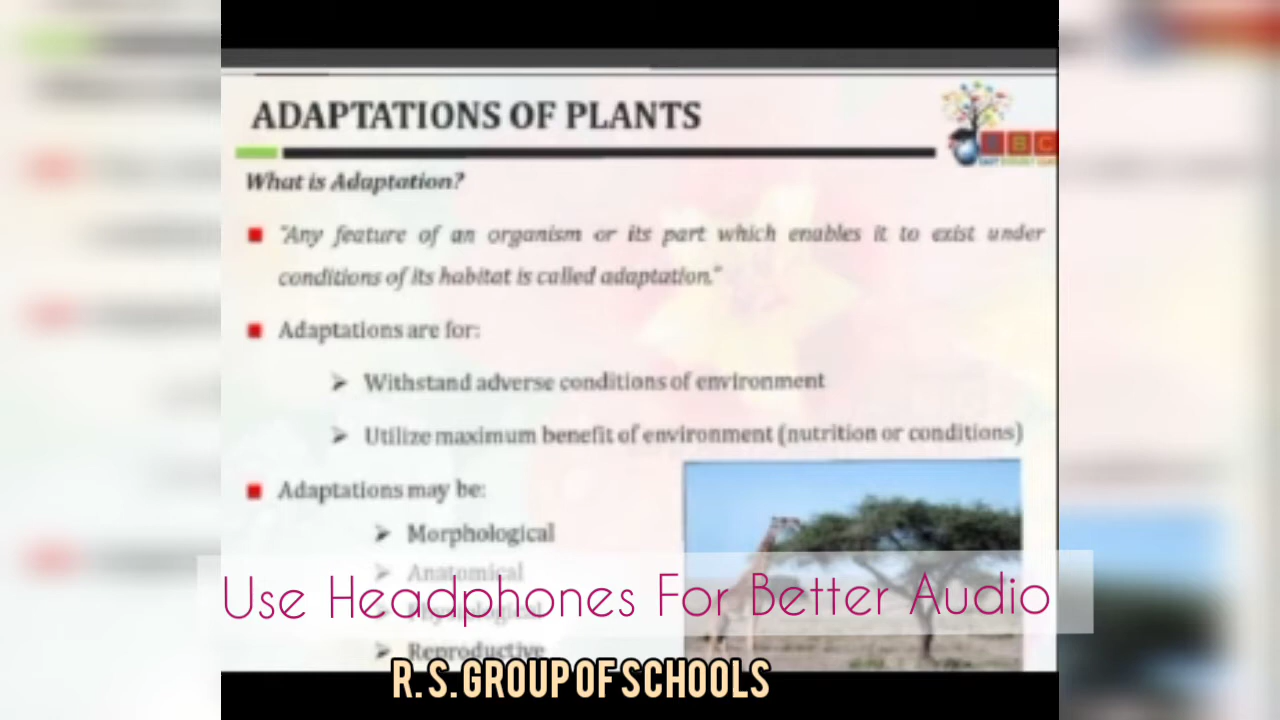 ADAPTATIONS OF PLANTS
What is Adaptation?
"Any feature of an organism or its part which enables it to exist under
conditions of its habitat is called adaptation."
Adaptations are for:
Withstand adverse conditions of environment
Utilize maximum benefit of environment (nutrition or conditions)
Adaptations may be:
Morphological
Anatomical
Physiological
Reproductive
Use Headphones For Better Audio
R. S. GROUP OF SCHOOLS